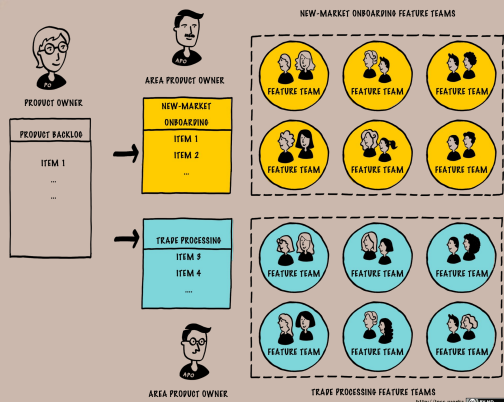 NEW-MARKET ONBOARDING FEATURE TEAMS
PO
PRODUCT OWNER
APO
AREA PRODUCT OWNER
PRODUCT BACKLOG
ITEM 1
...
...
NEW-MARKET
ONBOARDING
ITEM 1
ITEM 2
...
FEATURE TEAM
FEATURE TEAM
FEATURE TEAM
FEATURE TEAM
FEATURE TEAM
FEATURE TEAM
TRADE PROCESSING
ITEM 3
ITEM 4
....
FEATURE TEAM
FEATURE TEAM
FEATURE TEAM
FEATURE TEAM
FEATURE TEAM
FEATURE TEAM
APO
AREA PRODUCT OWNER
TRADE PROCESSING FEATURE TEAMS